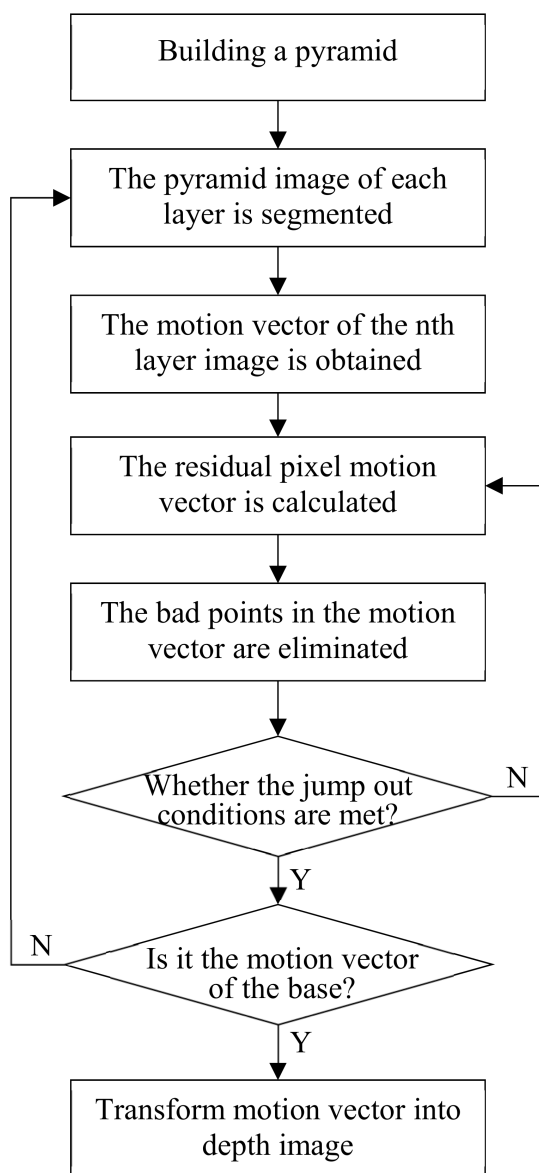 Building a pyramid
The pyramid image of each
layer is segmented
The motion vector of the nth
layer image is obtained
The residual pixel motion
vector is calculated
The bad points in the motion
vector are eliminated
Whether the jump out
conditions are met?
N
Y
Is it the motion vector
of the base?
N
Y
Transform motion vector into
depth image